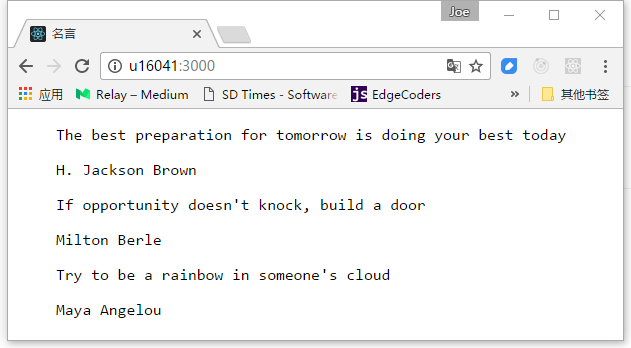 Joe
名言
u16041:3000
应用 Relay – Medium SD Times - Software js EdgeCoders » 其他书签
The best preparation for tomorrow is doing your best today
H. Jackson Brown
If opportunity doesn't knock, build a door
Milton Berle
Try to be a rainbow in someone's cloud
Maya Angelou